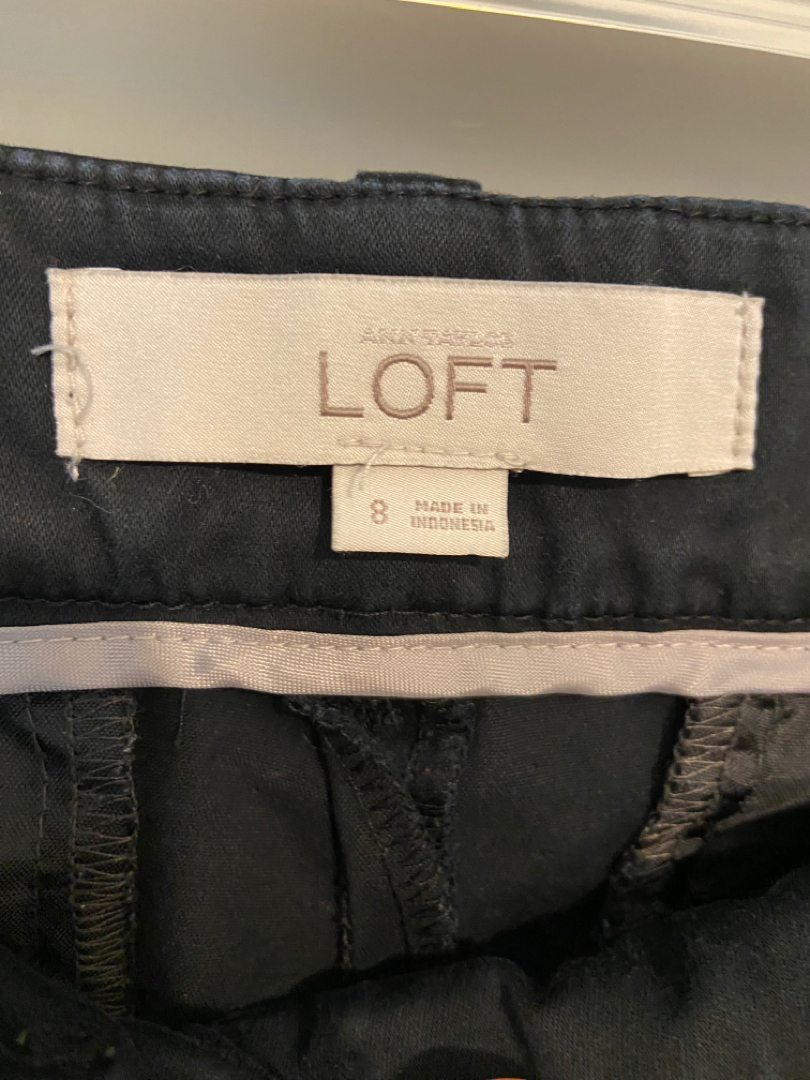 ANN TAYLOR
LOFT
8
MADE IN
INDONESIA